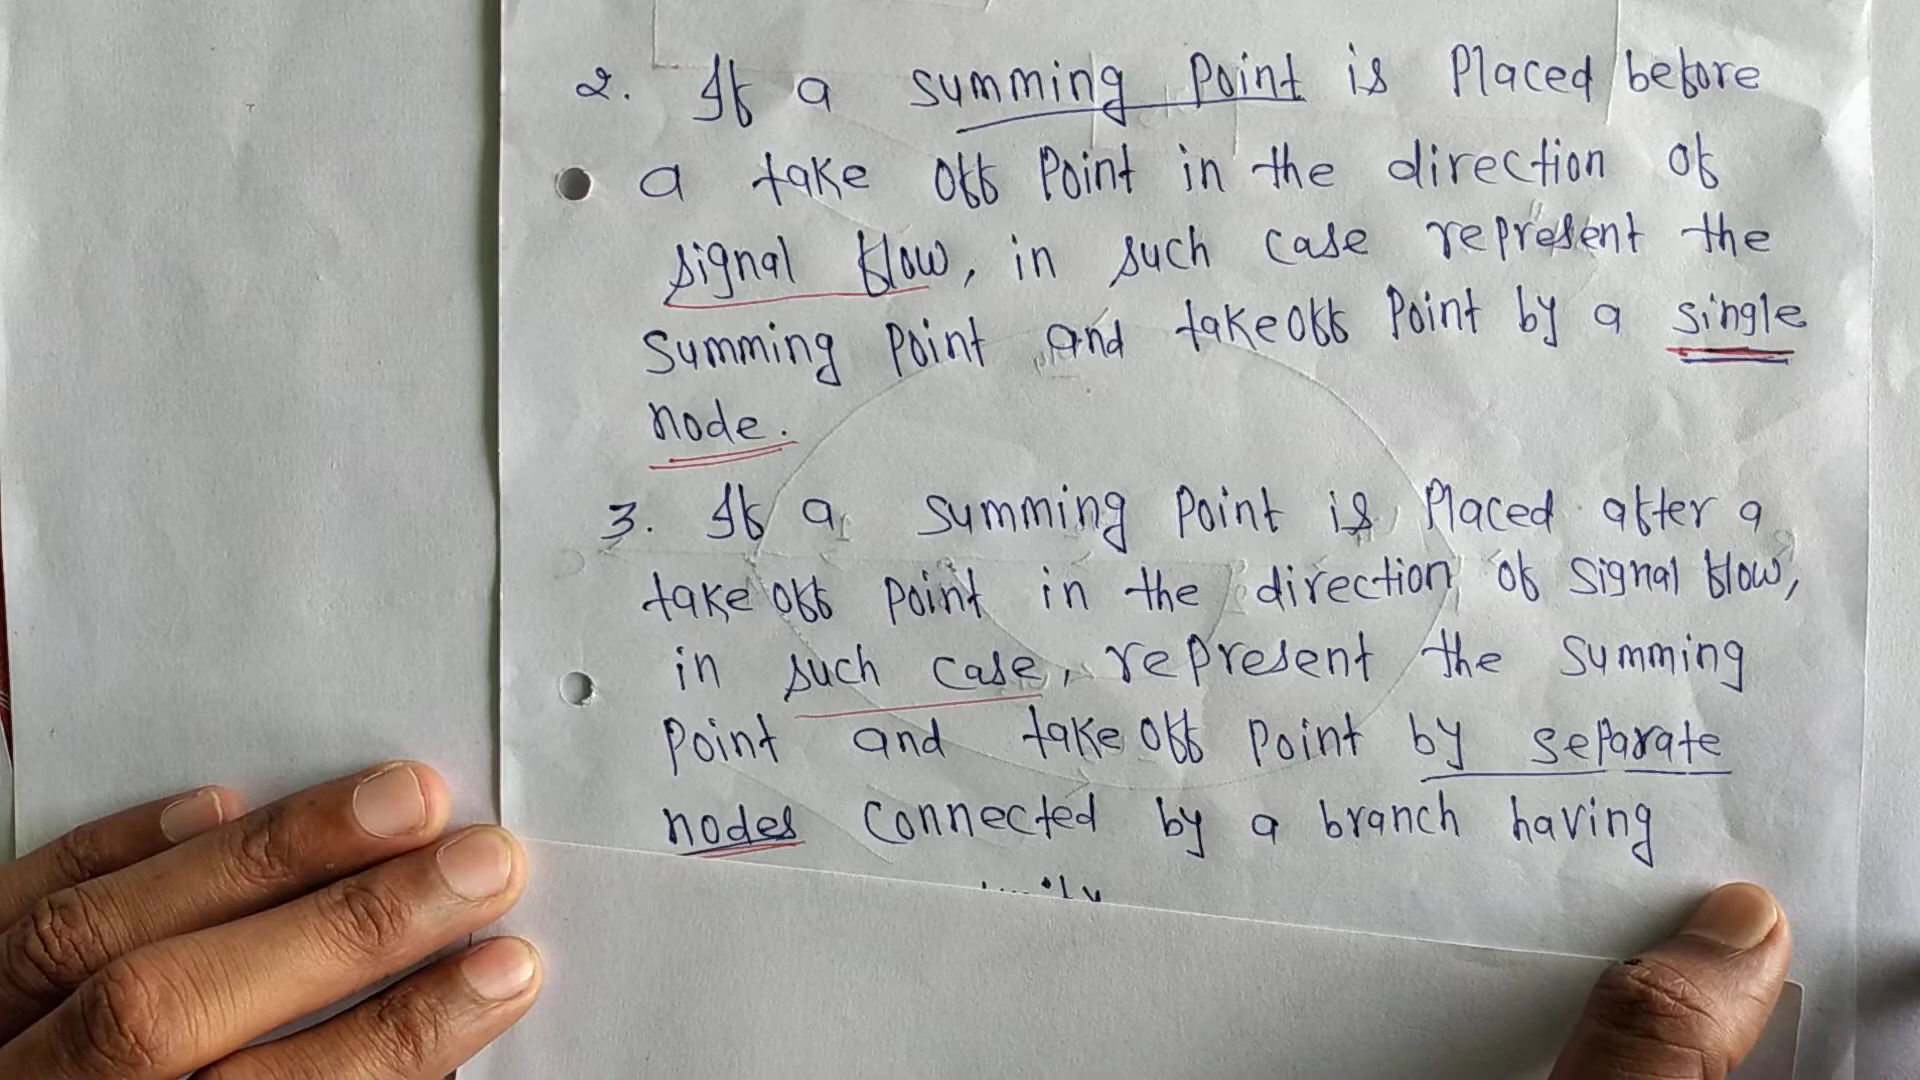 2. If a summing Point is Placed before
a take off Point in the direction of
signal flow, in such case represent the
Summing Point and takeoff Point by a single
node.
3. If a summing Point is Placed after a
take off Point in the direction of signal flow,
in such case, represent the summing
Point and take off Point by separate
nodes connected by a branch having